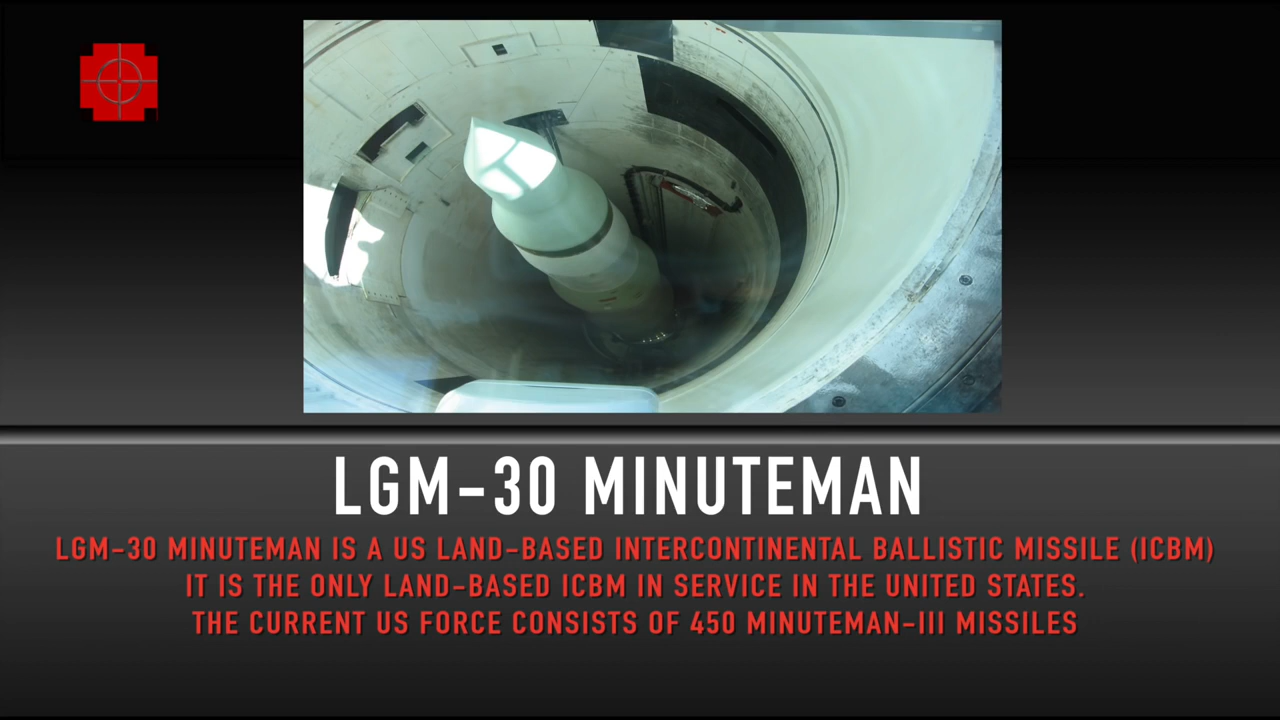 LGM-30 MINUTEMAN
LGM-30 MINUTEMAN IS A US LAND-BASED INTERCONTINENTAL BALLISTIC MISSILE (ICBM)
IT IS THE ONLY LAND-BASED ICBM IN SERVICE IN THE UNITED STATES.
THE CURRENT US FORCE CONSISTS OF 450 MINUTEMAN-III MISSILES